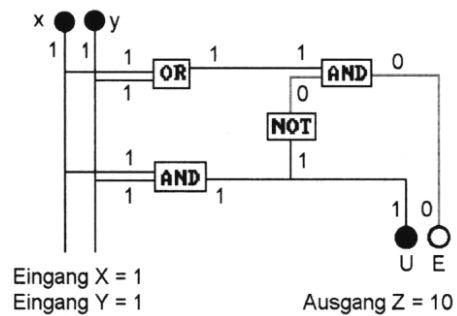 x y
1 1 1 1 1 0
OR AND
1 0
NOT
1 1
AND
1 1
1 0
U E
Eingang X = 1
Eingang Y = 1 Ausgang Z = 10